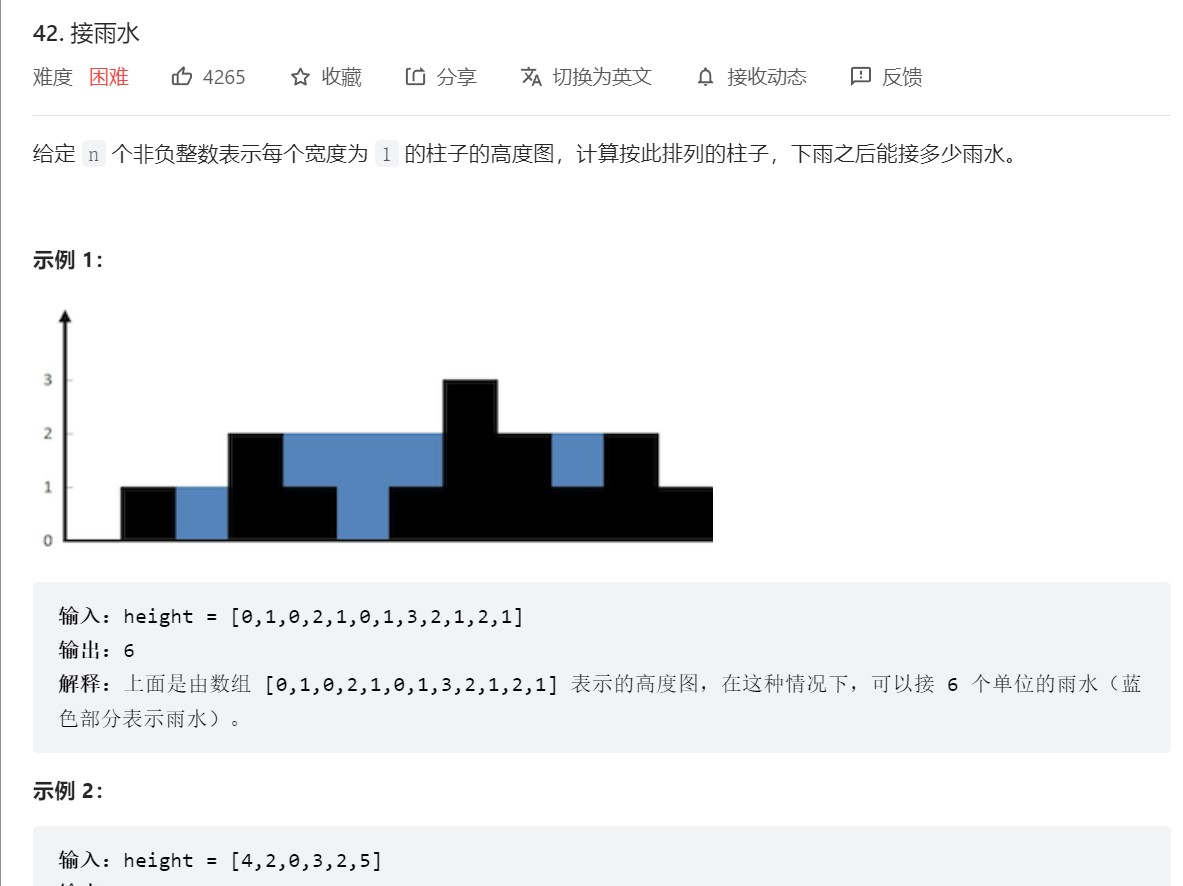 42. 接雨水
难度 困难 4265 收藏 分享 切换为英文 接收动态 反馈
给定 n 个非负整数表示每个宽度为 1 的柱子的高度图，计算按此排列的柱子，下雨之后能接多少雨水。
示例 1：
3
2
1
0
输入：height = [0,1,0,2,1,0,1,3,2,1,2,1]
输出：6
解释：上面是由数组 [0,1,0,2,1,0,1,3,2,1,2,1] 表示的高度图，在这种情况下，可以接 6 个单位的雨水（蓝
色部分表示雨水）。
示例 2：
输入：height = [4,2,0,3,2,5]